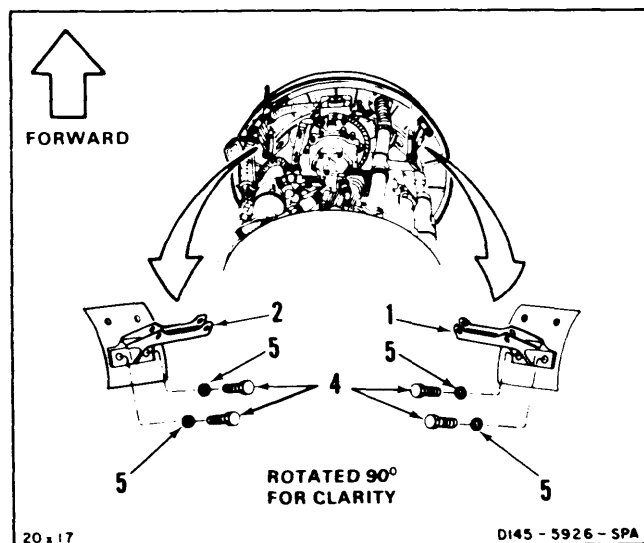 FORWARD
2
1
5
5
4
5
5
ROTATED 90°
FOR CLARITY
20 x 17
D145 - 5926 - SPA